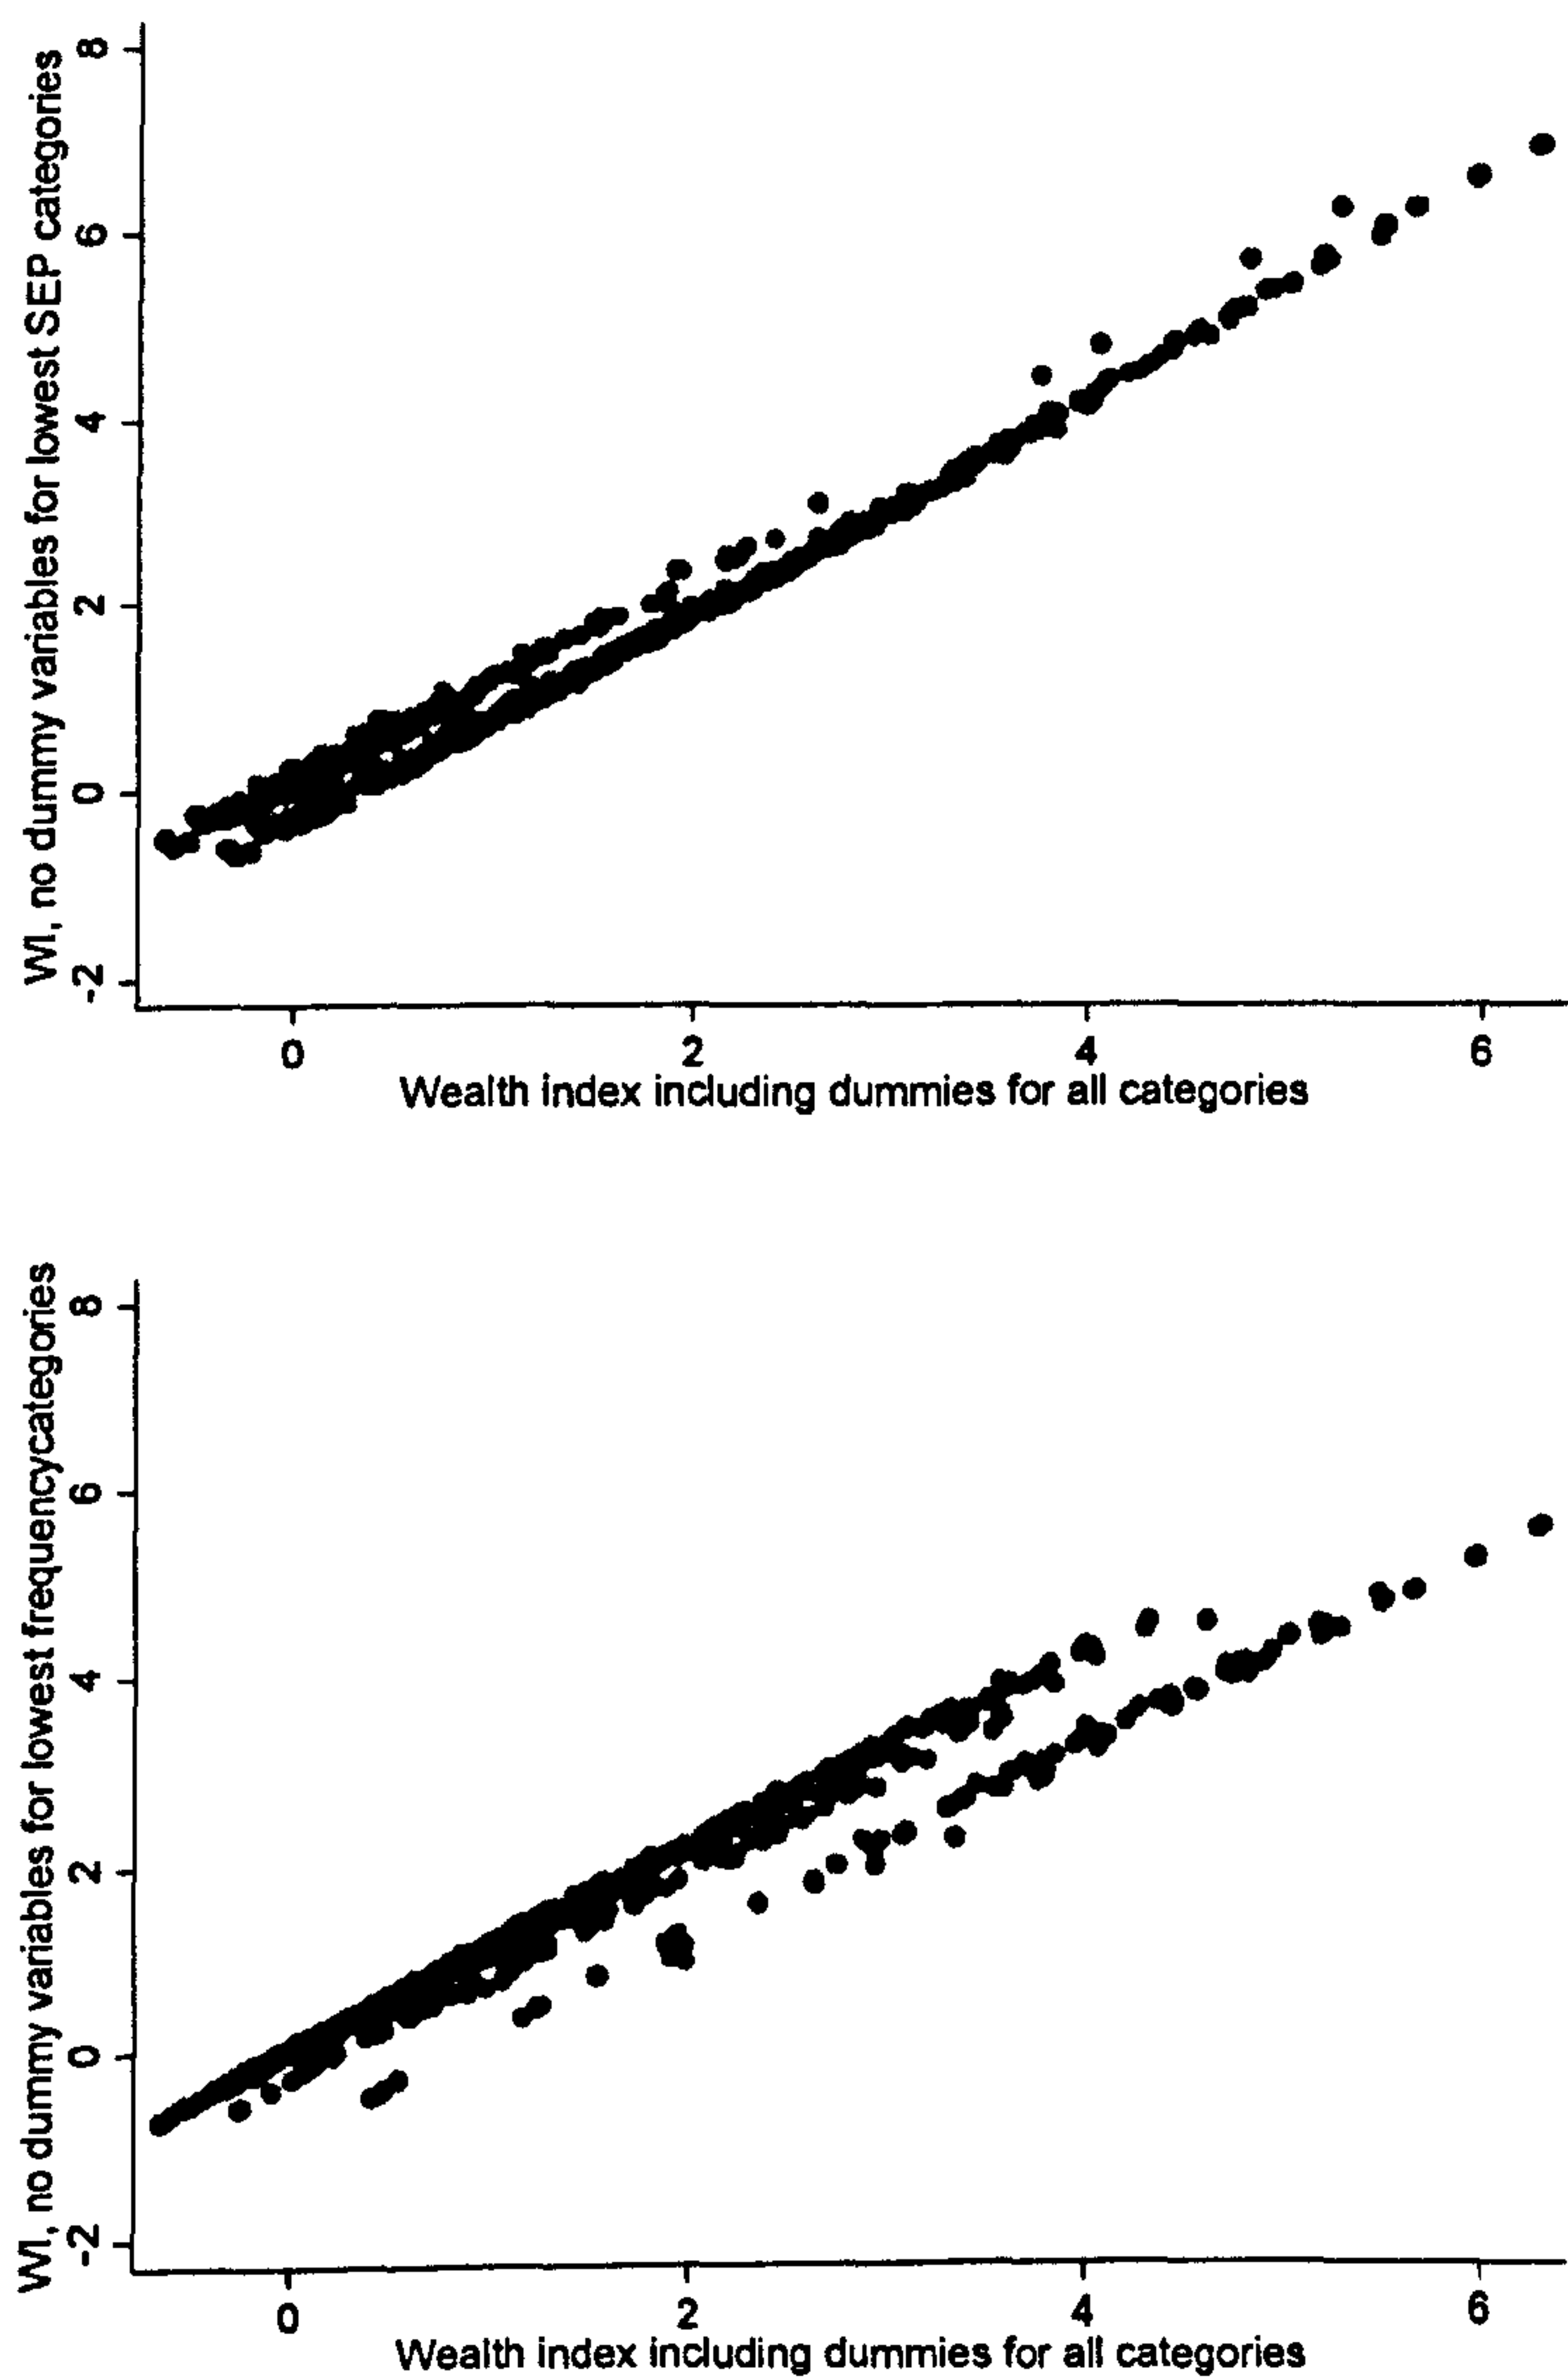 WI, no dummy variables for lowest SEP categories
8
6
4
2
0
-2
0 2 4 6
Wealth index including dummies for all categories
WI, no dummy variables for lowest frequencycategories
8
6
4
2
0
-2
0 2 4 6
Wealth index including dummies for all categories